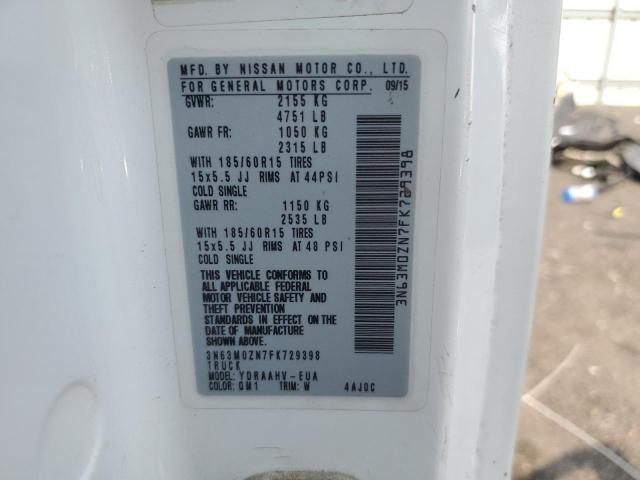 MFD. BY NISSAN MOTOR CO., LTD.
FOR GENERAL MOTORS CORP. 09/15
GVWR: 2155 KG
4751 LB
GAWR FR: 1050 KG
2315 LB
WITH 185/60R15 TIRES
15x5.5 JJ RIMS AT 44PSI
COLD SINGLE
GAWR RR: 1150 KG
2535 LB
WITH 185/60R15 TIRES
15x5.5 JJ RIMS AT 48 PSI
COLD SINGLE
THIS VEHICLE CONFORMS TO
ALL APPLICABLE FEDERAL
MOTOR VEHICLE SAFETY AND
THEFT PREVENTION
STANDARDS IN EFFECT ON THE
DATE OF MANUFACTURE SHOWN
ABOVE.
3N63M0ZN7FK729398
TRUCK
MODEL: YDRAAHV-EUA
COLOR: QM1 TRIM: W 4AJ0C
3N63M0ZN7FK729398